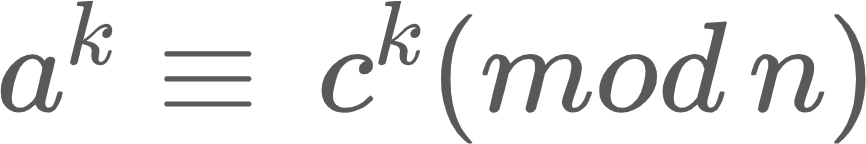 a^k ≡ c^k (mod n)